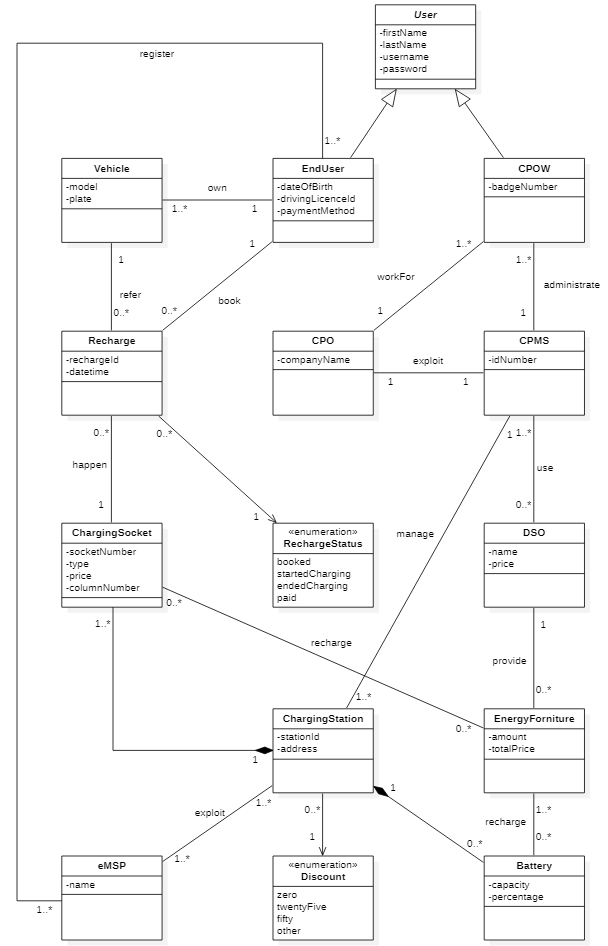 User
-firstName
-lastName
-username
-password
register
1..*
Vehicle
-model
-plate
own
1..*
1
EndUser
-dateOfBirth
-drivingLicenceId
-paymentMethod
CPOW
-badgeNumber
1
refer
0..*
1
book
0..*
1..*
workFor
1
1..*
administrate
1
Recharge
-rechargeId
-datetime
CPO
-companyName
exploit
1
1
CPMS
-idNumber
0..*
happen
1
0..*
1
1
1..*
use
0..*
manage
1..*
ChargingSocket
-socketNumber
-type
-price
-columnNumber
«enumeration»
RechargeStatus
booked
startedCharging
endedCharging
paid
DSO
-name
-price
0..*
recharge
0..*
1..*
1
1
provide
0..*
ChargingStation
-stationId
-address
EnergyForniture
-amount
-totalPrice
1..*
exploit
1..*
0..*
1
1
0..*
1..*
recharge
0..*
eMSP
-name
1..*
«enumeration»
Discount
zero
twentyFive
fifty
other
Battery
-capacity
-percentage